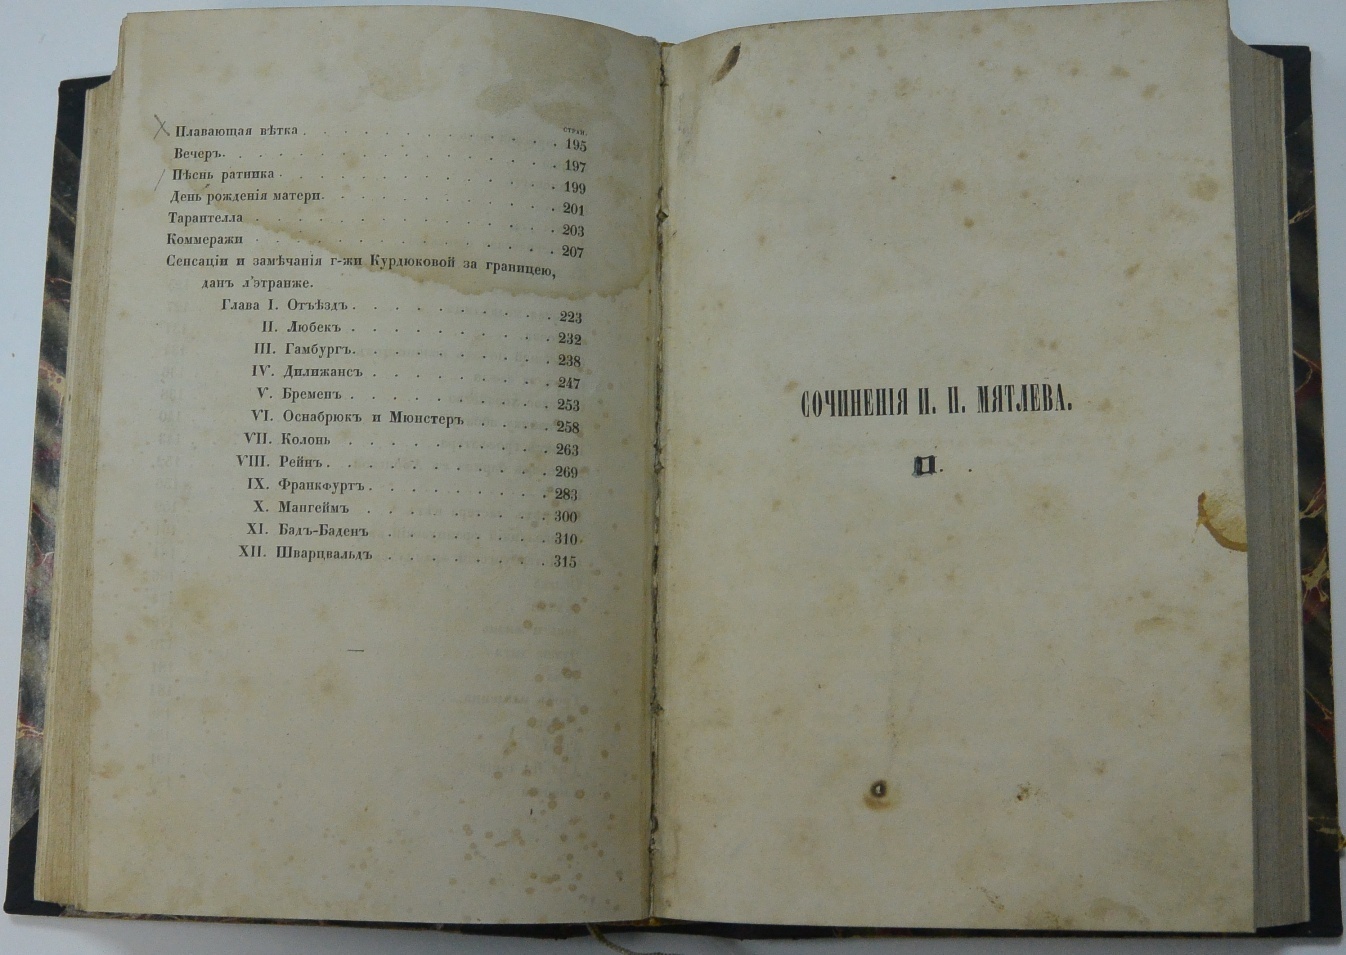 стран.
Плавающая вѣтка . . . . . . . . . . . 195
Вечеръ. . . . . . . . . . . . . . . 197
Пѣснь ратника . . . . . . . . . . . . 199
День рожденія матери. . . . . . . . . . 201
Тарантелла . . . . . . . . . . . . . 203
Коммеражи . . . . . . . . . . . . . 207
Сенсаціи и замѣчанія г-жи Курдюковой за границею,
данъ л'этранже.
Глава I. Отъѣздъ . . . . . . . . . . 223
II. Любекъ . . . . . . . . . . 232
III. Гамбургъ. . . . . . . . . . 238
IV. Дилижансъ . . . . . . . . . 247
V. Бременъ . . . . . . . . . . 253
VI. Оснабрюкъ и Мюнстеръ . . . . . 258
VII. Колонь . . . . . . . . . . 263
VIII. Рейнъ. . . . . . . . . . . 269
IX. Франкфуртъ . . . . . . . . . 283
X. Мангеймъ . . . . . . . . . 300
XI. Бадъ-Баденъ . . . . . . . . 310
XII. Шварцвальдъ . . . . . . . . 315
СОЧИНЕНІЯ И. П. МЯТЛЕВА.